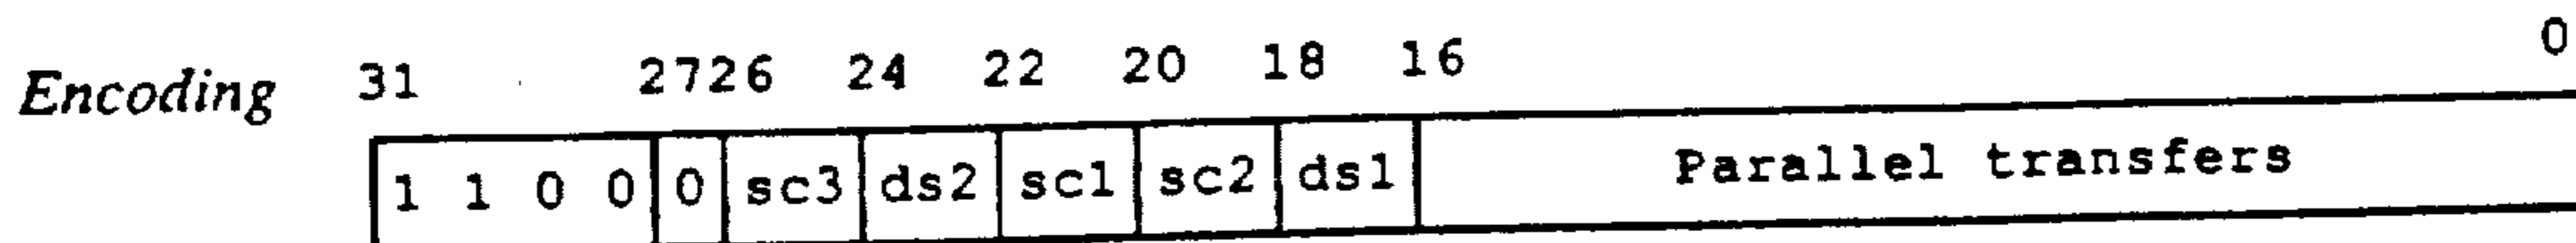 Encoding 31 2726 24 22 20 18 16 0
1 1 0 0 0 sc3 ds2 sc1 sc2 ds1 Parallel transfers